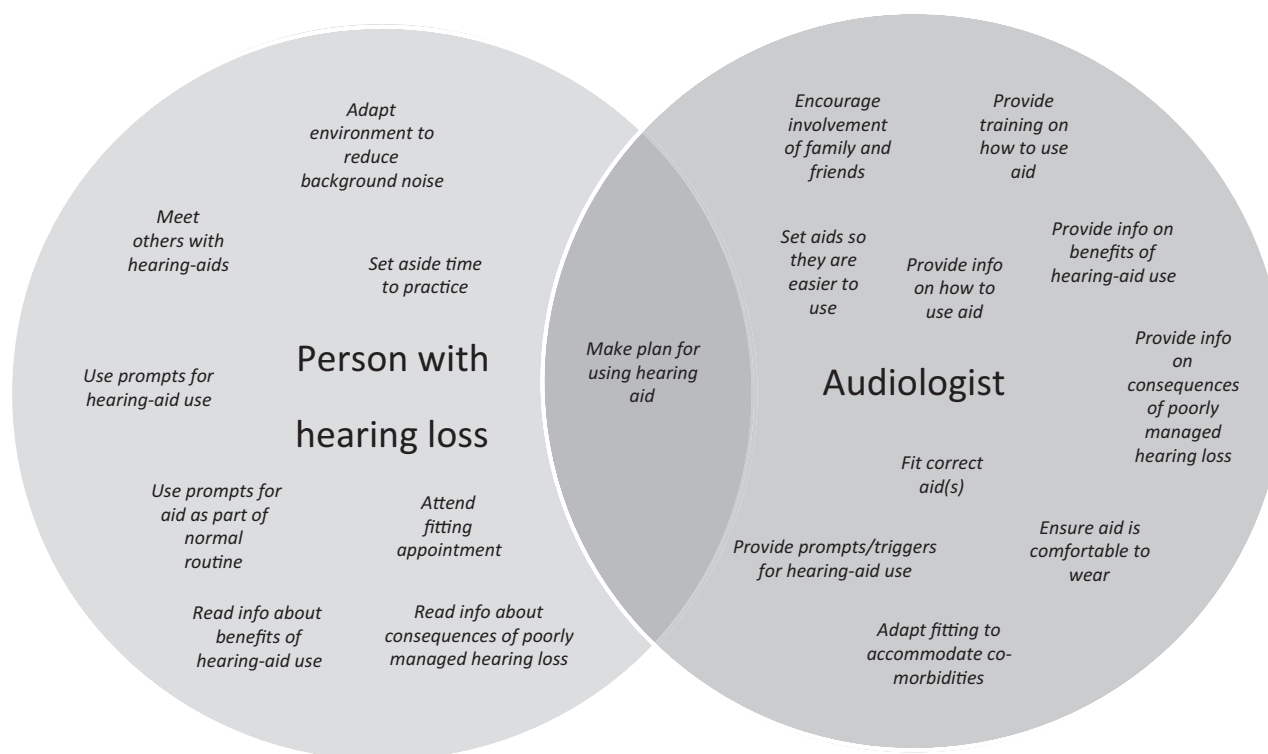 Adapt
environment to
reduce
background noise
Meet
others with
hearing-aids
Set aside time
to practice
Person with
hearing loss
Use prompts for
hearing-aid use
Use prompts for
aid as part of
normal
routine
Attend
fitting
appointment
Read info about
benefits of
hearing-aid use
Read info about
consequences of poorly
managed hearing loss
Make plan for
using hearing
aid
Encourage
involvement
of family and
friends
Provide
training on
how to use
aid
Set aids so
they are
easier to
use
Provide info
on how to
use aid
Provide info on
benefits of
hearing-aid use
Audiologist
Provide info
on
consequences
of poorly
managed
hearing loss
Fit correct
aid(s)
Provide prompts/triggers
for hearing-aid use
Ensure aid is
comfortable to
wear
Adapt fitting to
accommodate co-
morbidities